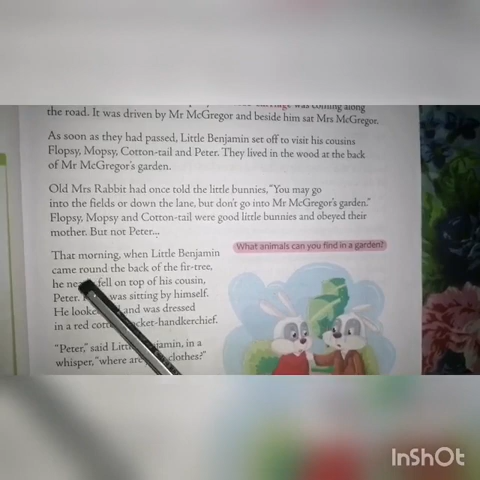 the road. It was driven by Mr McGregor and beside him sat Mrs McGregor.
As soon as they had passed, Little Benjamin set off to visit his cousins
Flopsy, Mopsy, Cotton-tail and Peter. They lived in the wood at the back
of Mr McGregor's garden.
Old Mrs Rabbit had once told the little bunnies, "You may go
into the fields or down the lane, but don't go into Mr McGregor's garden."
Flopsy, Mopsy and Cotton-tail were good little bunnies and obeyed their
mother. But not Peter...
What animals can you find in a garden?
That morning, when Little Benjamin
came round the back of the fir-tree,
he fell on top of his cousin,
Peter. was sitting by himself.
He and was dressed
in a red
"Peter," said in a
whisper, "where are clothes?"
InShOt